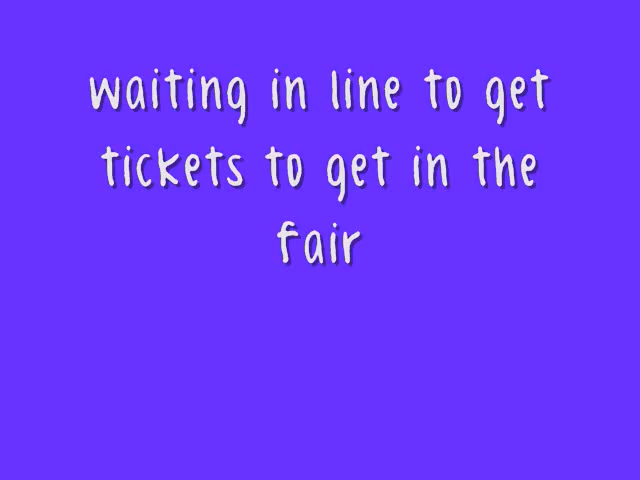 waiting in line to get
tickets to get in the
fair